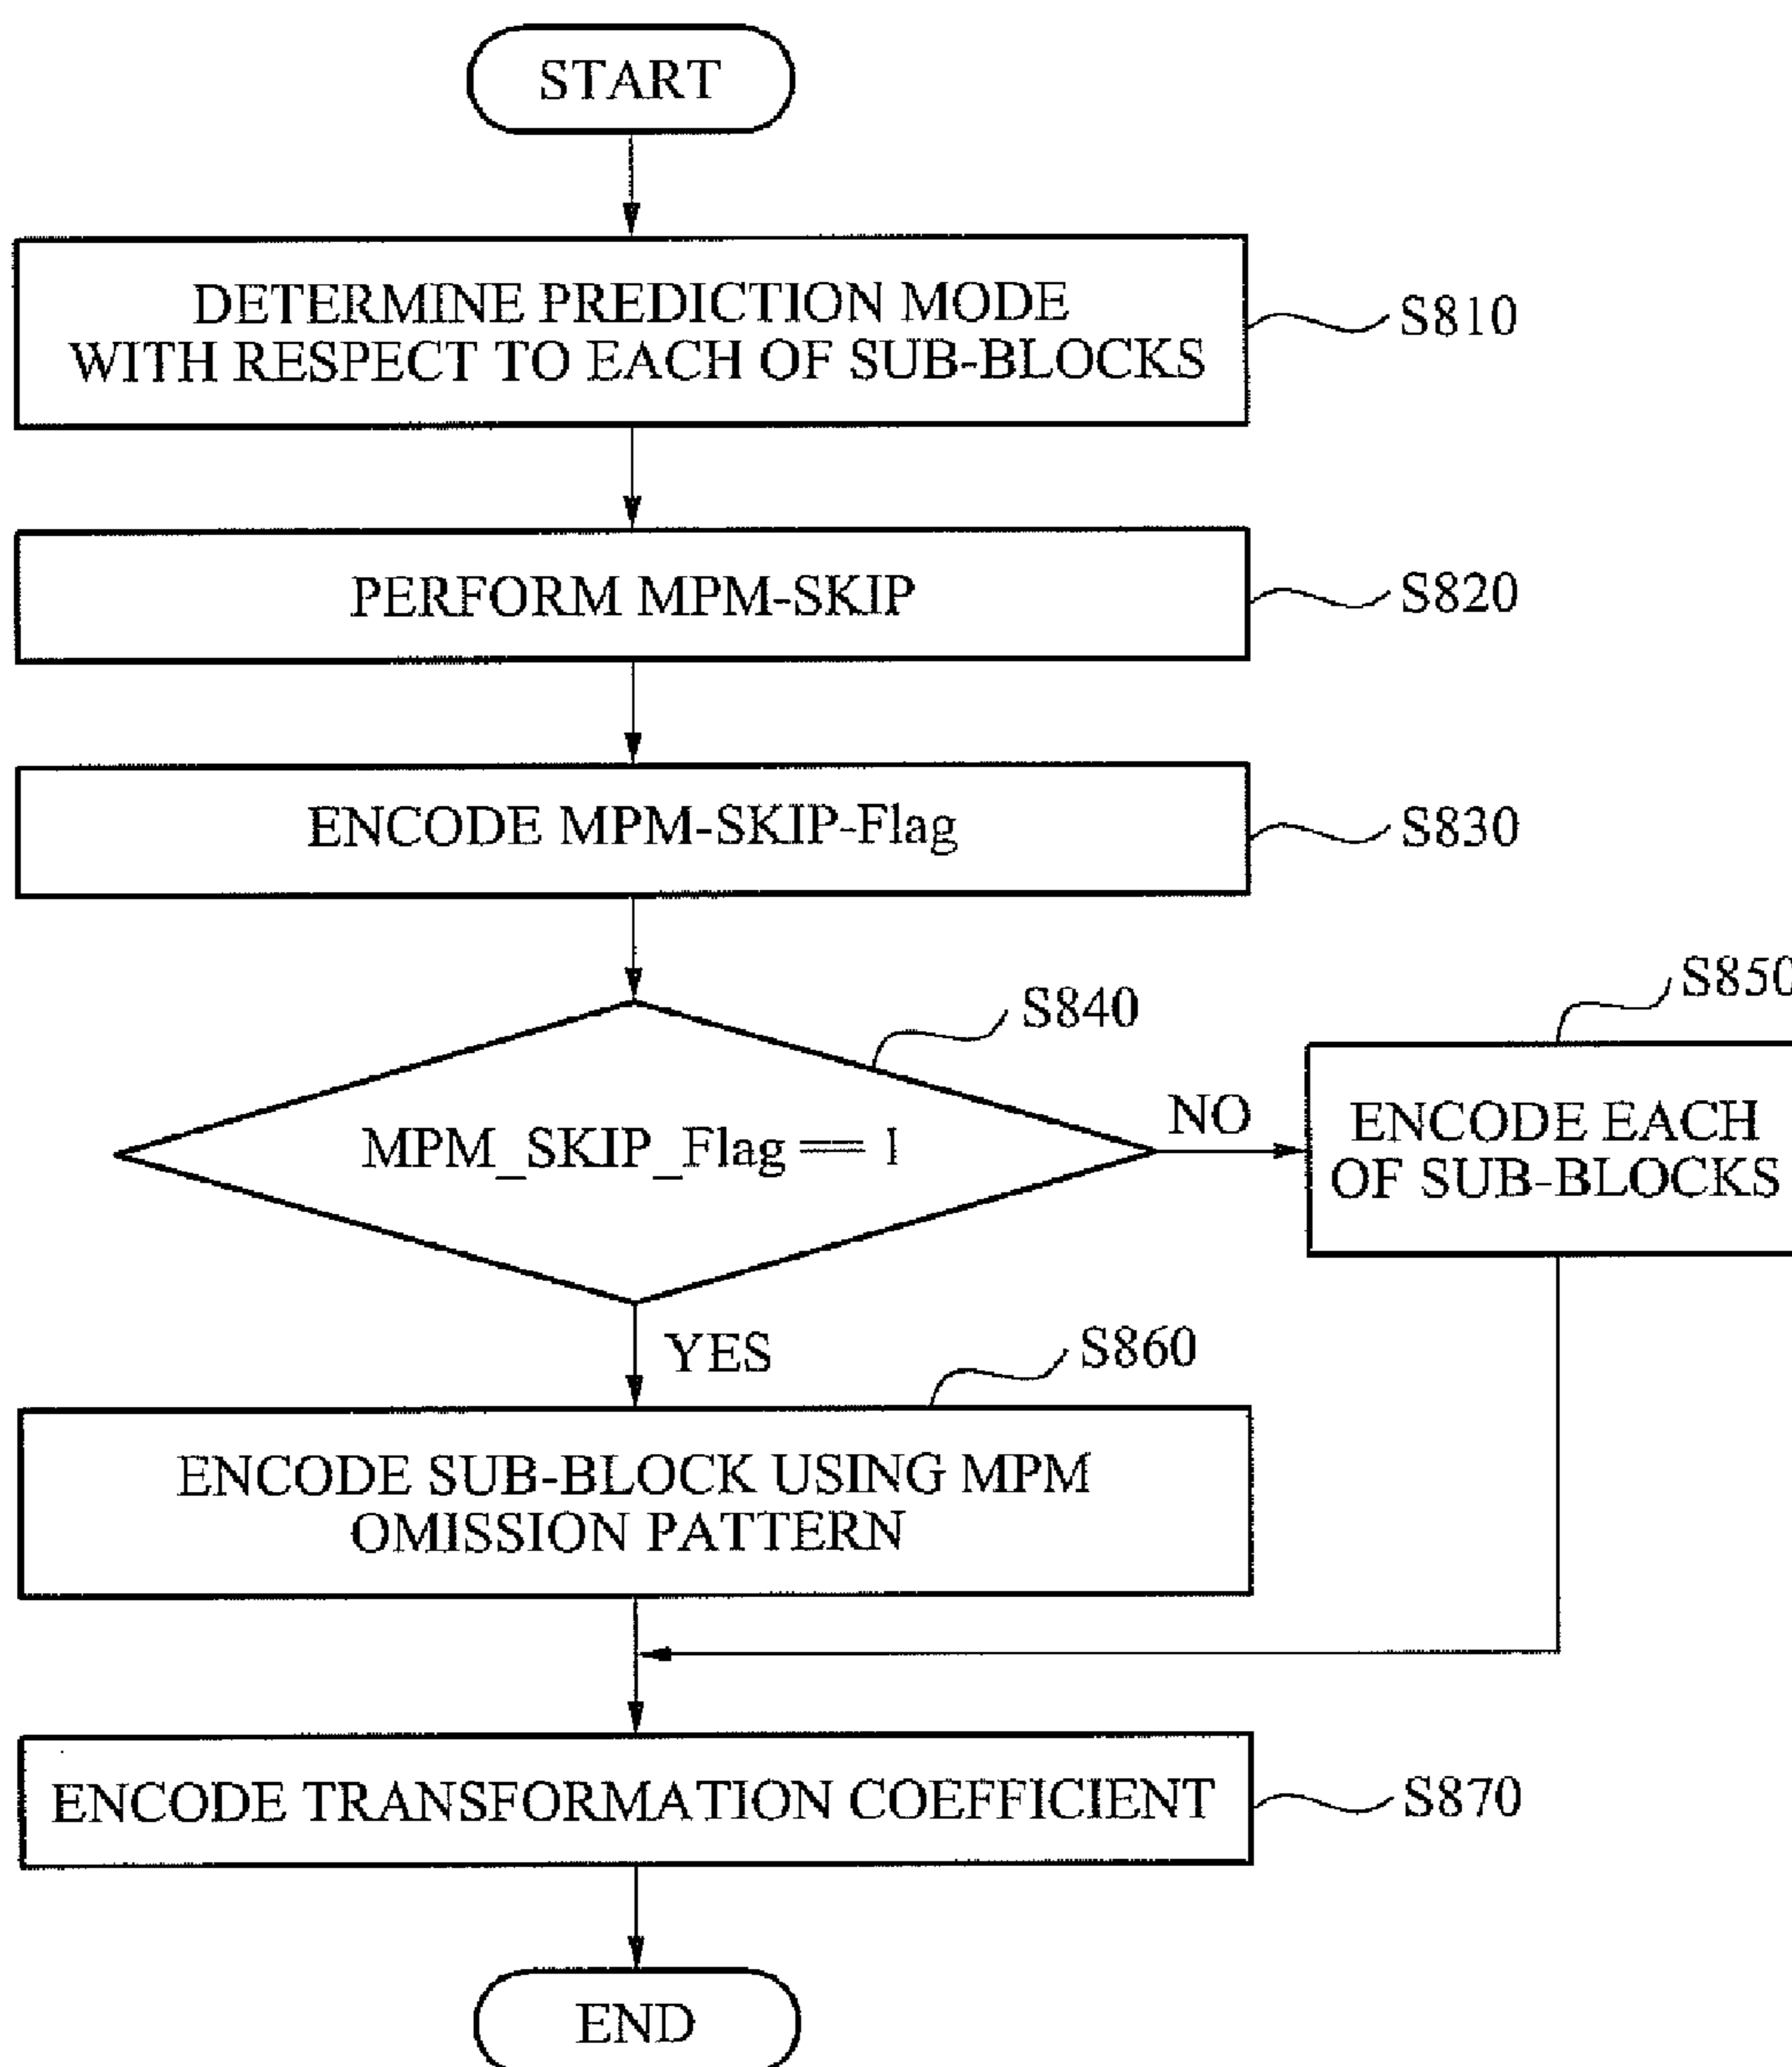 START
DETERMINE PREDICTION MODE
WITH RESPECT TO EACH OF SUB-BLOCKS
S810
PERFORM MPM-SKIP
S820
ENCODE MPM-SKIP-Flag
S830
S840
MPM_SKIP_Flag == 1
NO
S850
ENCODE EACH
OF SUB-BLOCKS
YES
S860
ENCODE SUB-BLOCK USING MPM
OMISSION PATTERN
ENCODE TRANSFORMATION COEFFICIENT
S870
END